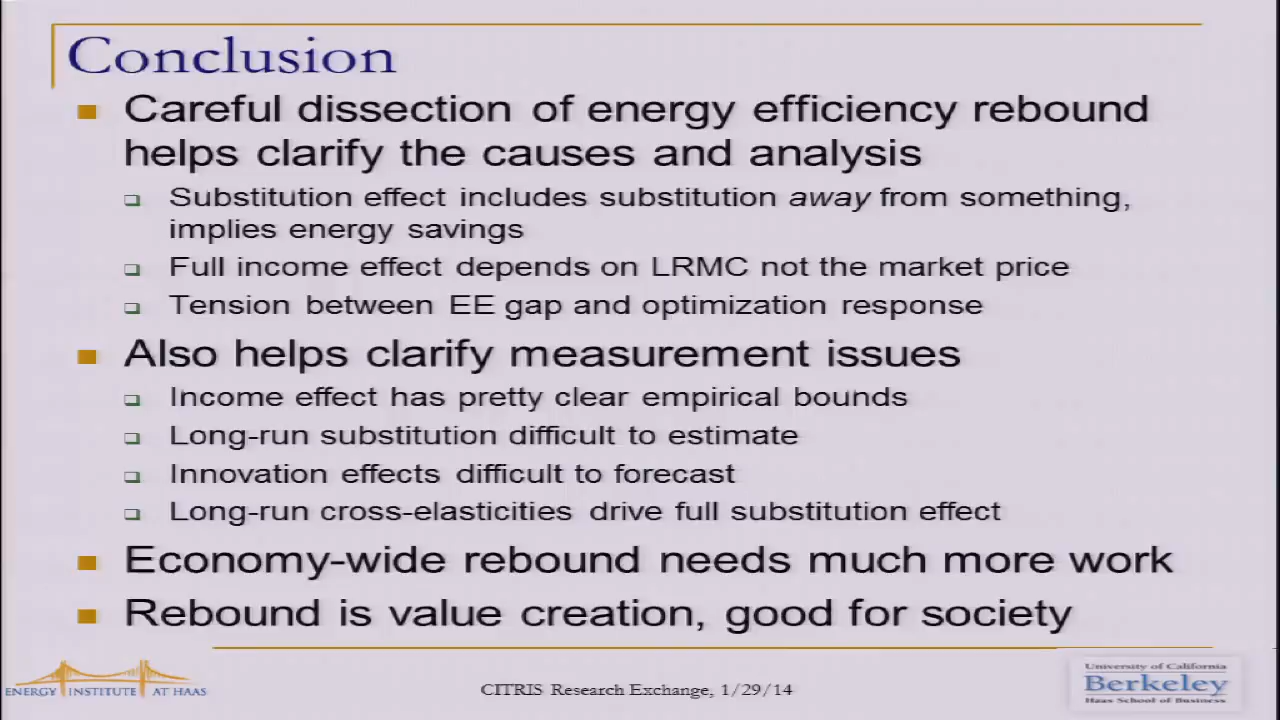 Conclusion
Careful dissection of energy efficiency rebound
helps clarify the causes and analysis
Substitution effect includes substitution away from something,
implies energy savings
Full income effect depends on LRMC not the market price
Tension between EE gap and optimization response
Also helps clarify measurement issues
Income effect has pretty clear empirical bounds
Long-run substitution difficult to estimate
Innovation effects difficult to forecast
Long-run cross-elasticities drive full substitution effect
Economy-wide rebound needs much more work
Rebound is value creation, good for society
ENERGY INSTITUTE AT HAAS
CITRIS Research Exchange, 1/29/14
University of California
Berkeley
Haas School of Business